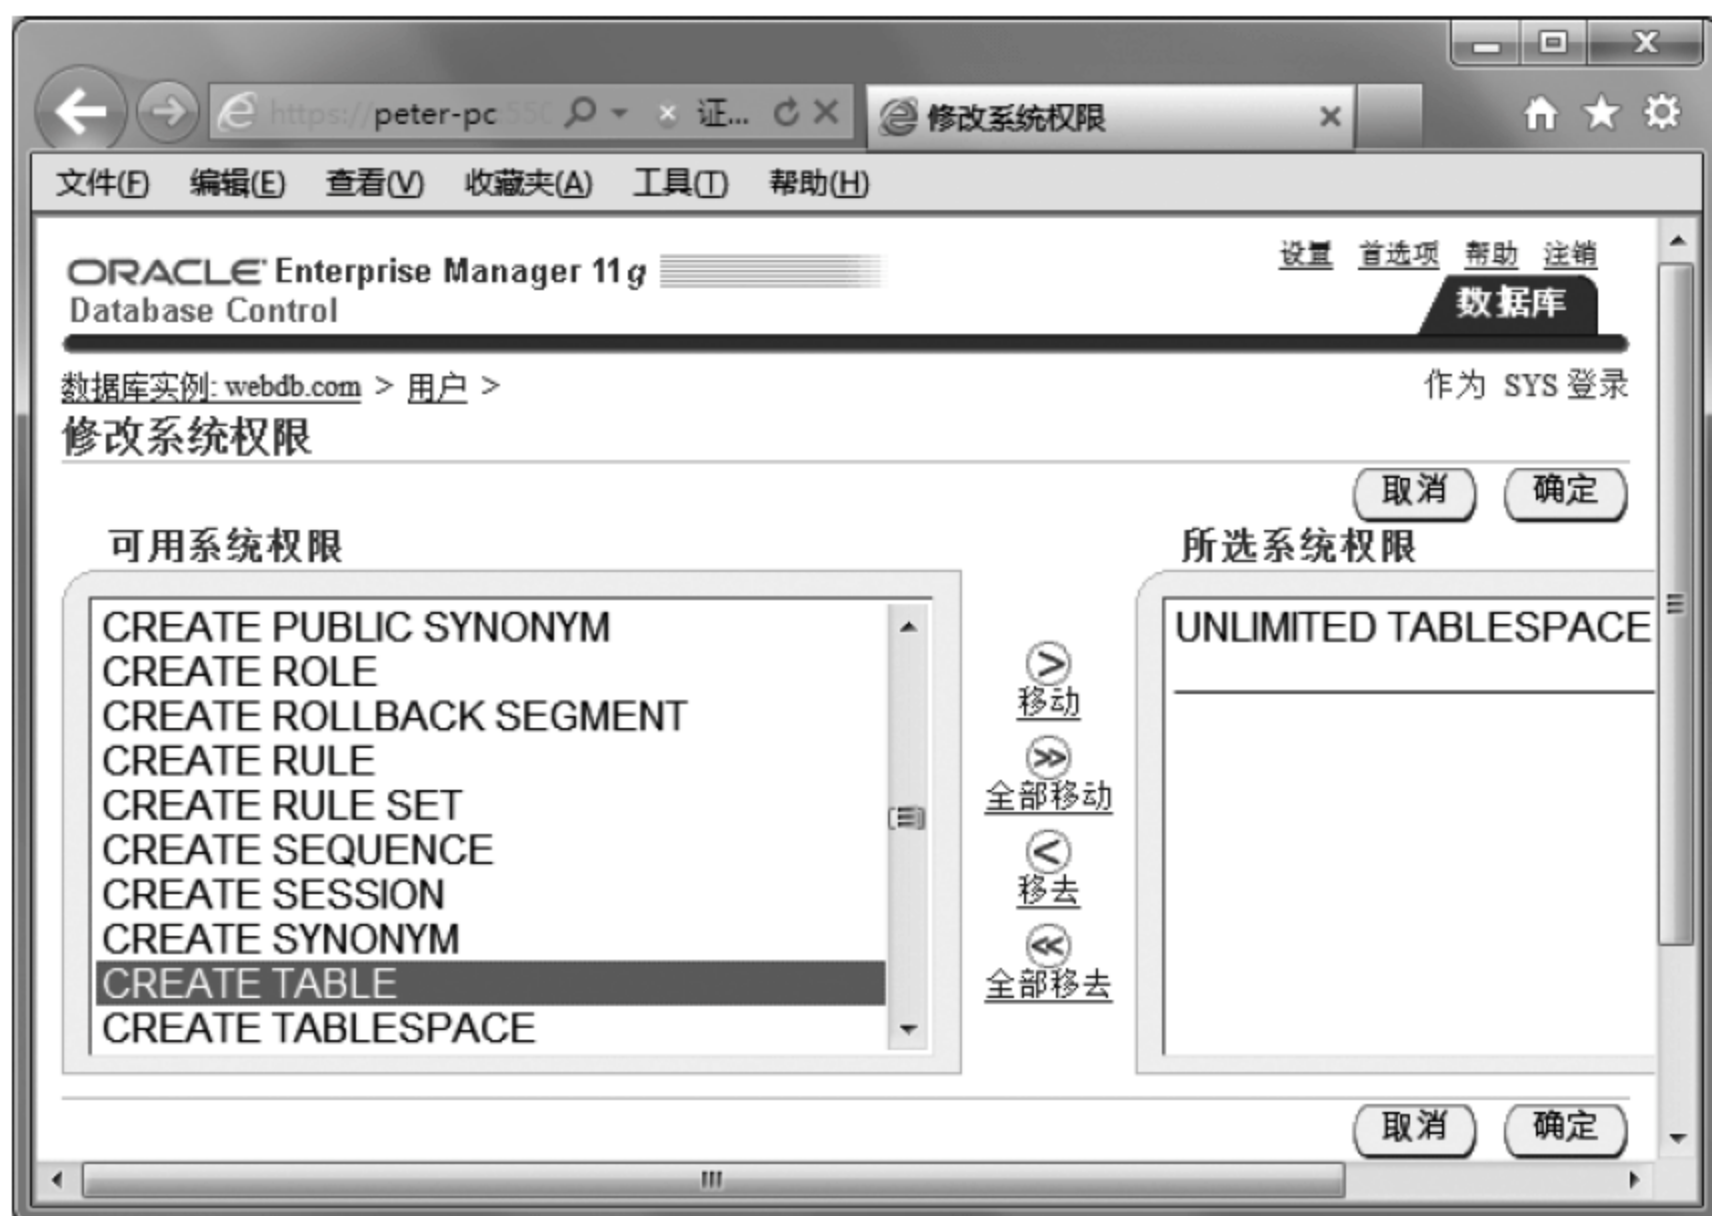 https://peter-pc:550 证...
修改系统权限
文件(F) 编辑(E) 查看(V) 收藏夹(A) 工具(T) 帮助(H)
设置 首选项 帮助 注销
ORACLE Enterprise Manager 11g
Database Control
数据库
数据库实例: webdb.com > 用户 >
作为 SYS 登录
修改系统权限
取消 确定
可用系统权限
所选系统权限
CREATE PUBLIC SYNONYM
CREATE ROLE
CREATE ROLLBACK SEGMENT
CREATE RULE
CREATE RULE SET
CREATE SEQUENCE
CREATE SESSION
CREATE SYNONYM
CREATE TABLE
CREATE TABLESPACE
移动
全部移动
移去
全部移去
UNLIMITED TABLESPACE
取消 确定